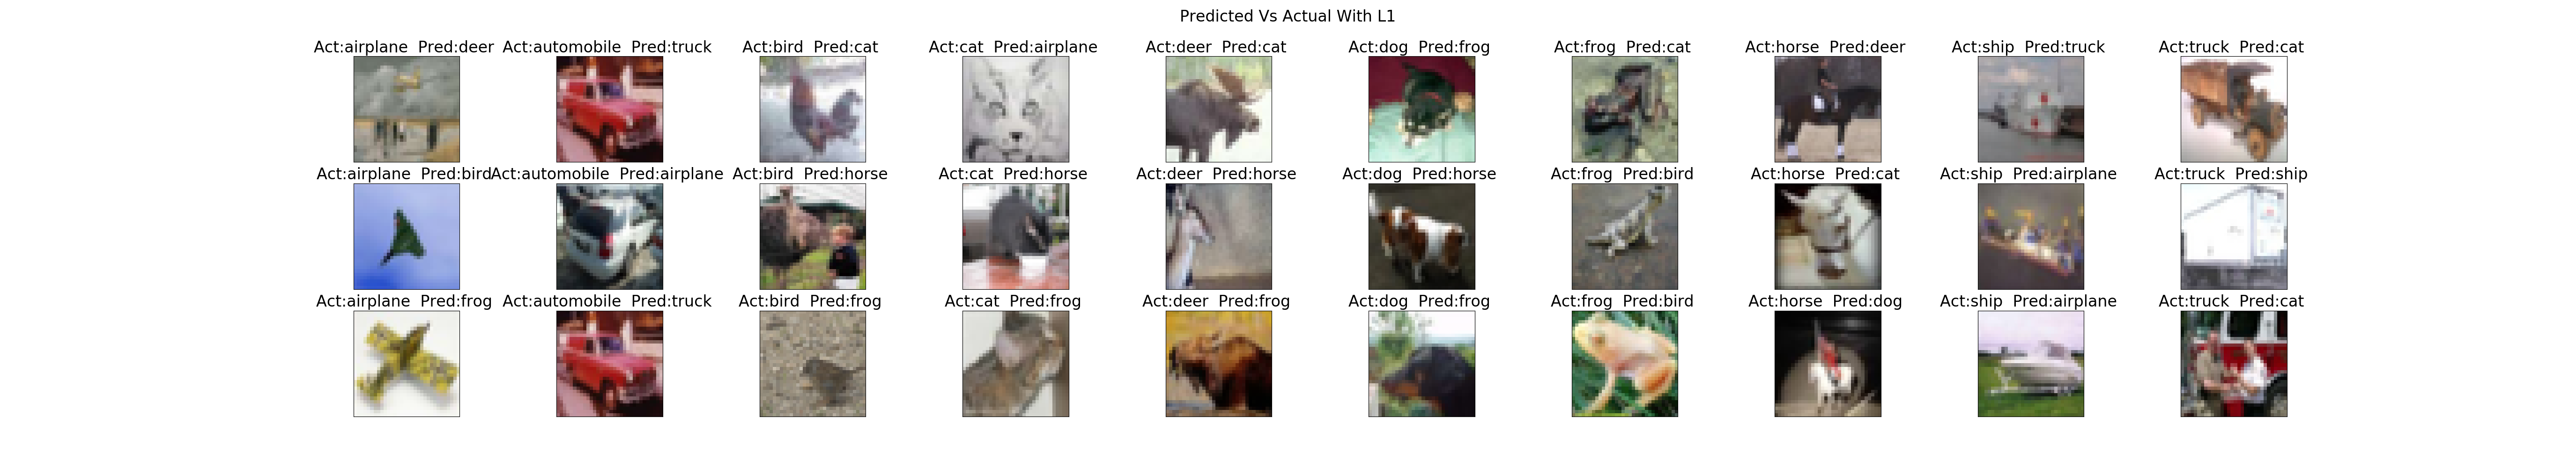 Predicted Vs Actual With L1
Act:airplane  Pred:deer Act:automobile  Pred:truck Act:bird  Pred:cat Act:cat  Pred:airplane Act:deer  Pred:cat Act:dog  Pred:frog Act:frog  Pred:cat Act:horse  Pred:deer Act:ship  Pred:truck Act:truck  Pred:cat
Act:airplane  Pred:bird Act:automobile  Pred:airplane Act:bird  Pred:horse Act:cat  Pred:horse Act:deer  Pred:horse Act:dog  Pred:horse Act:frog  Pred:bird Act:horse  Pred:cat Act:ship  Pred:airplane Act:truck  Pred:ship
Act:airplane  Pred:frog Act:automobile  Pred:truck Act:bird  Pred:frog Act:cat  Pred:frog Act:deer  Pred:frog Act:dog  Pred:frog Act:frog  Pred:bird Act:horse  Pred:dog Act:ship  Pred:airplane Act:truck  Pred:cat